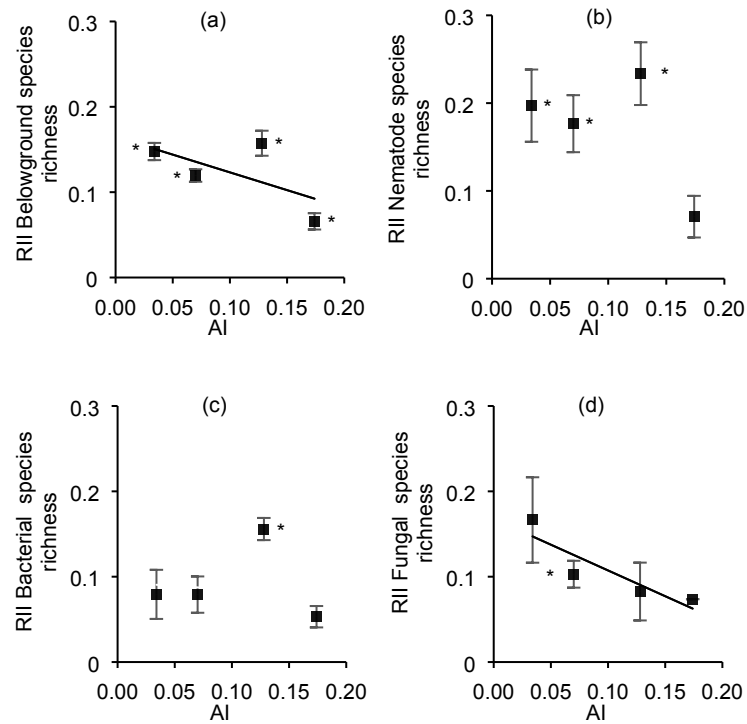 (a)
RII Belowground species
richness
0.3
0.2
0.1
0
*
*
*
*
0.00 0.05 0.10 0.15 0.20
AI
(b)
RII Nematode species
richness
0.3
0.2
0.1
0
*
*
*
0.00 0.05 0.10 0.15 0.20
AI
(c)
RII Bacterial species
richness
0.3
0.2
0.1
0
*
0.00 0.05 0.10 0.15 0.20
AI
(d)
RII Fungal species
richness
0.3
0.2
0.1
0
*
0.00 0.05 0.10 0.15 0.20
AI